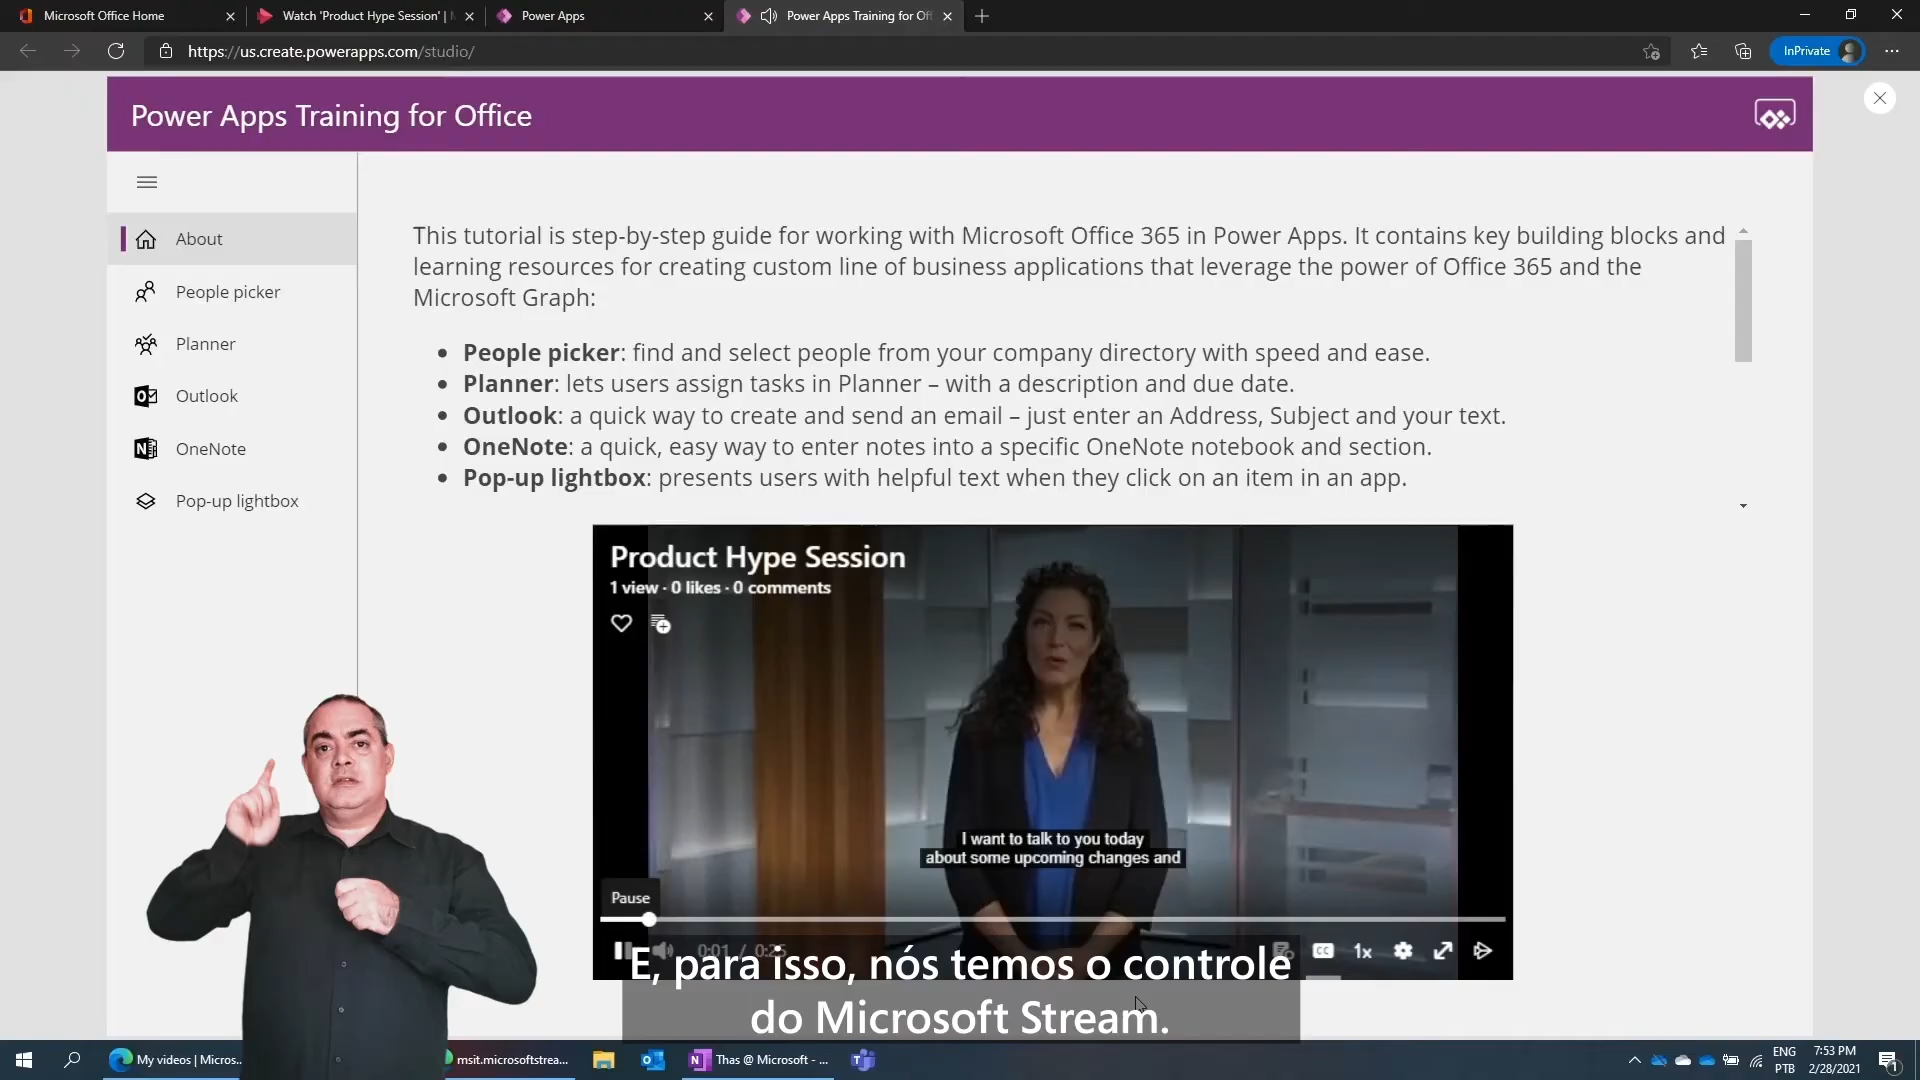 Microsoft Office Home
Watch 'Product Hype Session' |
Power Apps
Power Apps Training for Of
https://us.create.powerapps.com/studio/
InPrivate
Power Apps Training for Office
About
People picker
Planner
Outlook
OneNote
Pop-up lightbox
This tutorial is step-by-step guide for working with Microsoft Office 365 in Power Apps. It contains key building blocks and
learning resources for creating custom line of business applications that leverage the power of Office 365 and the
Microsoft Graph:
• People picker: find and select people from your company directory with speed and ease.
• Planner: lets users assign tasks in Planner – with a description and due date.
• Outlook: a quick way to create and send an email – just enter an Address, Subject and your text.
• OneNote: a quick, easy way to enter notes into a specific OneNote notebook and section.
• Pop-up lightbox: presents users with helpful text when they click on an item in an app.
Product Hype Session
1 view · 0 likes · 0 comments
I want to talk to you today
about some upcoming changes and
Pause
0:01 / 0:25
CC
1x
E, para isso, nós temos o controle
do Microsoft Stream.
My videos | Micros...
msit.microsoftstrea...
Thas @ Microsoft - ...
ENG
PTB
7:53 PM
2/28/2021
1